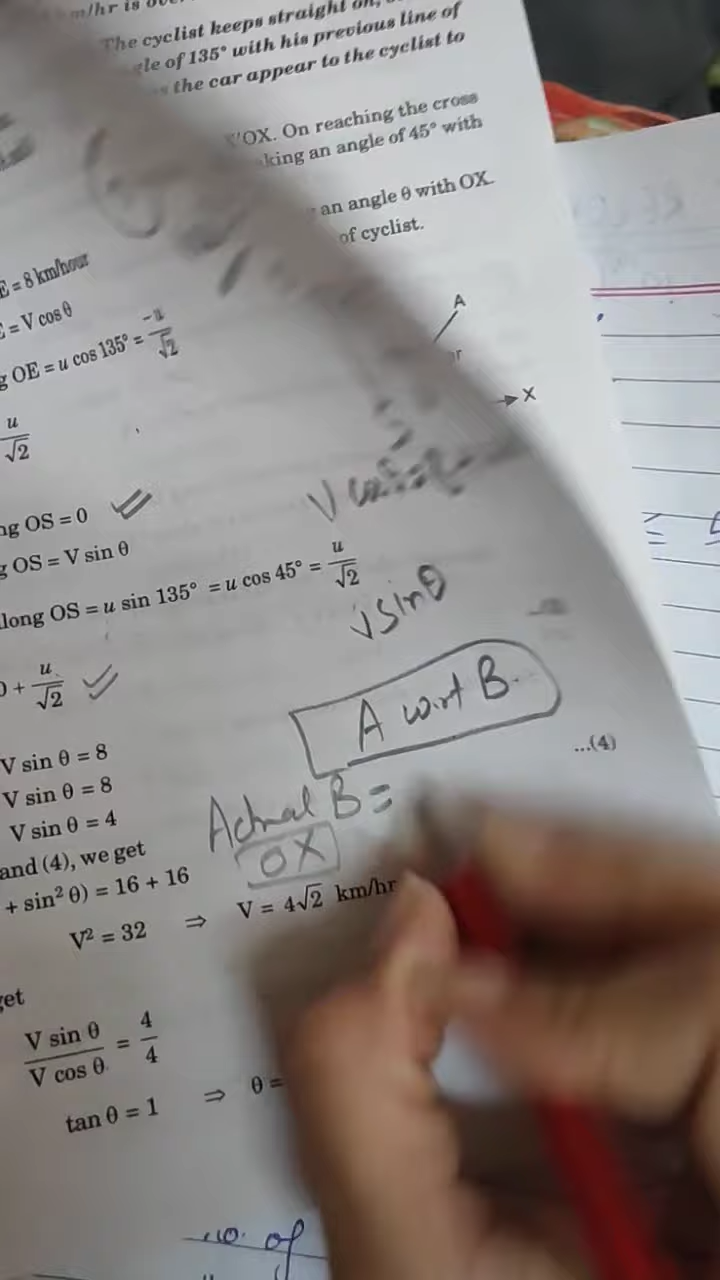 m/hr is
The cyclist keeps straight on,
gle of 135° with his previous line of
the car appear to the cyclist to
'OX. On reaching the cross
king an angle of 45° with
an angle θ with OX.
of cyclist.
E = 8 km/hour
= V cos θ
g OE = u cos 135° = -u/√2
u/√2
A
X
ng OS = 0
g OS = V sin θ
long OS = u sin 135° = u cos 45° = u/√2
V sin θ
+ u/√2
A w.r.t B.
V sin θ = 8
...(4)
V sin θ = 8
V sin θ = 4
Actual B =
OX
and (4), we get
+ sin² θ) = 16 + 16
V² = 32 ⇒ V = 4√2 km/hr
get
V sin θ / V cos θ = 4/4
tan θ = 1 ⇒ θ =
no. of